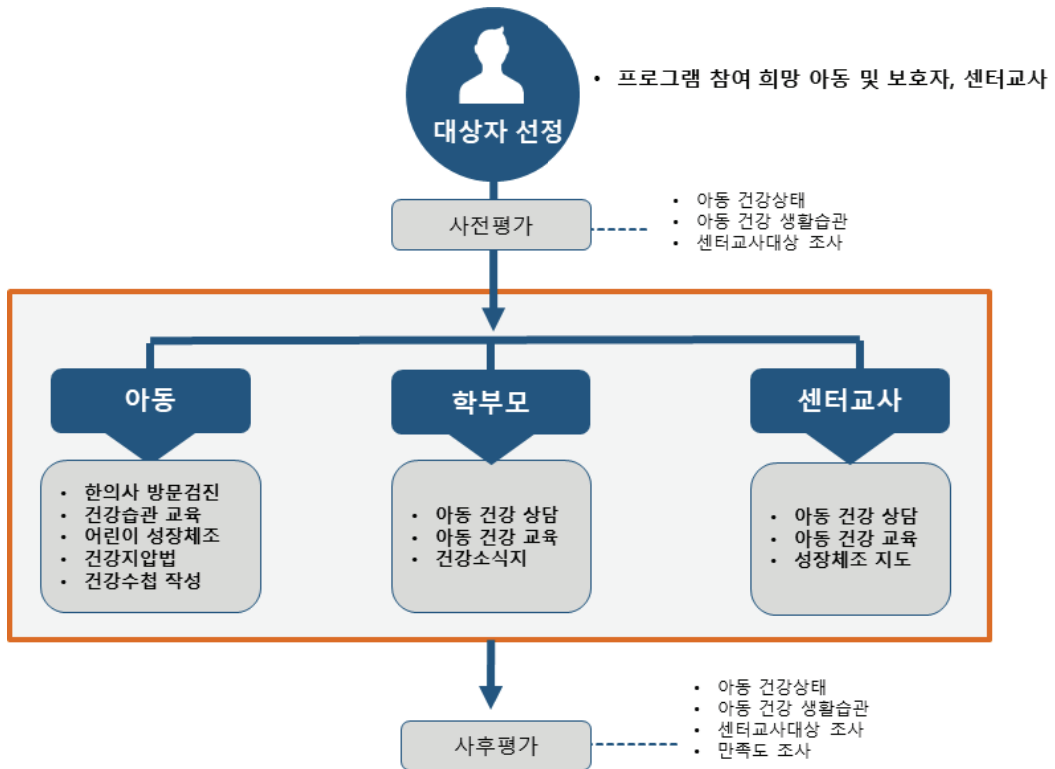 대상자 선정
• 프로그램 참여 희망 아동 및 보호자, 센터교사
사전평가
• 아동 건강상태
• 아동 건강 생활습관
• 센터교사대상 조사
아동
• 한의사 방문검진
• 건강습관 교육
• 어린이 성장체조
• 건강지압법
• 건강수첩 작성
학부모
• 아동 건강 상담
• 아동 건강 교육
• 건강소식지
센터교사
• 아동 건강 상담
• 아동 건강 교육
• 성장체조 지도
사후평가
• 아동 건강상태
• 아동 건강 생활습관
• 센터교사대상 조사
• 만족도 조사